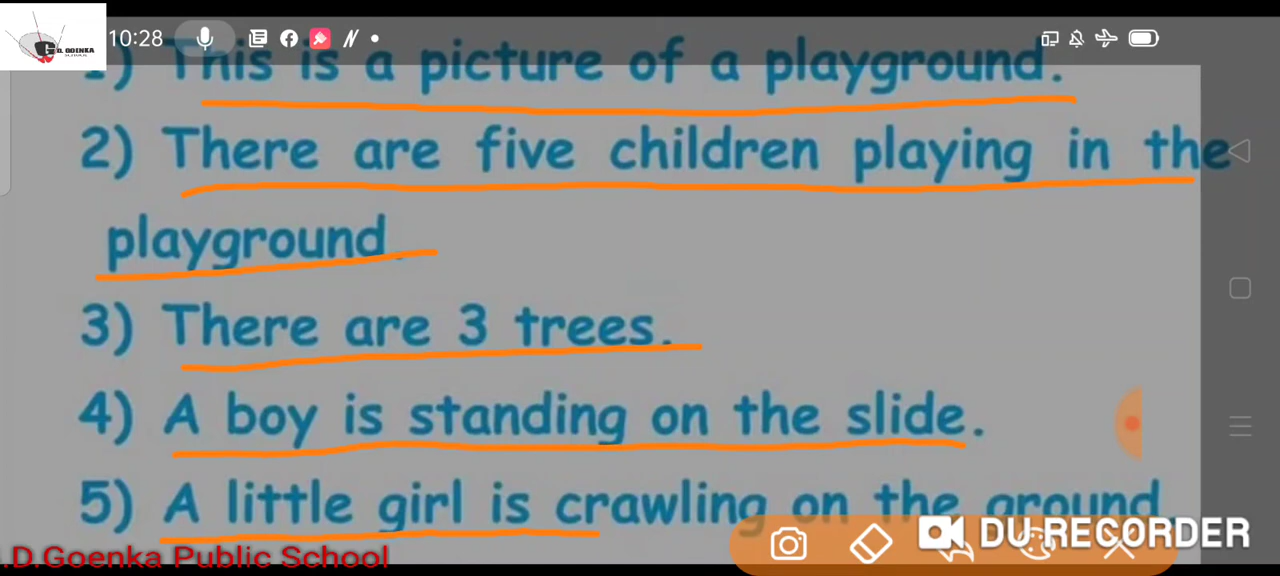 G
D. GOENKA
10:28
1) This is a picture of a playground.
2) There are five children playing in the
playground.
3) There are 3 trees.
4) A boy is standing on the slide.
5) A little girl is crawling on the ground
DU RECORDER
.D.Goenka Public School